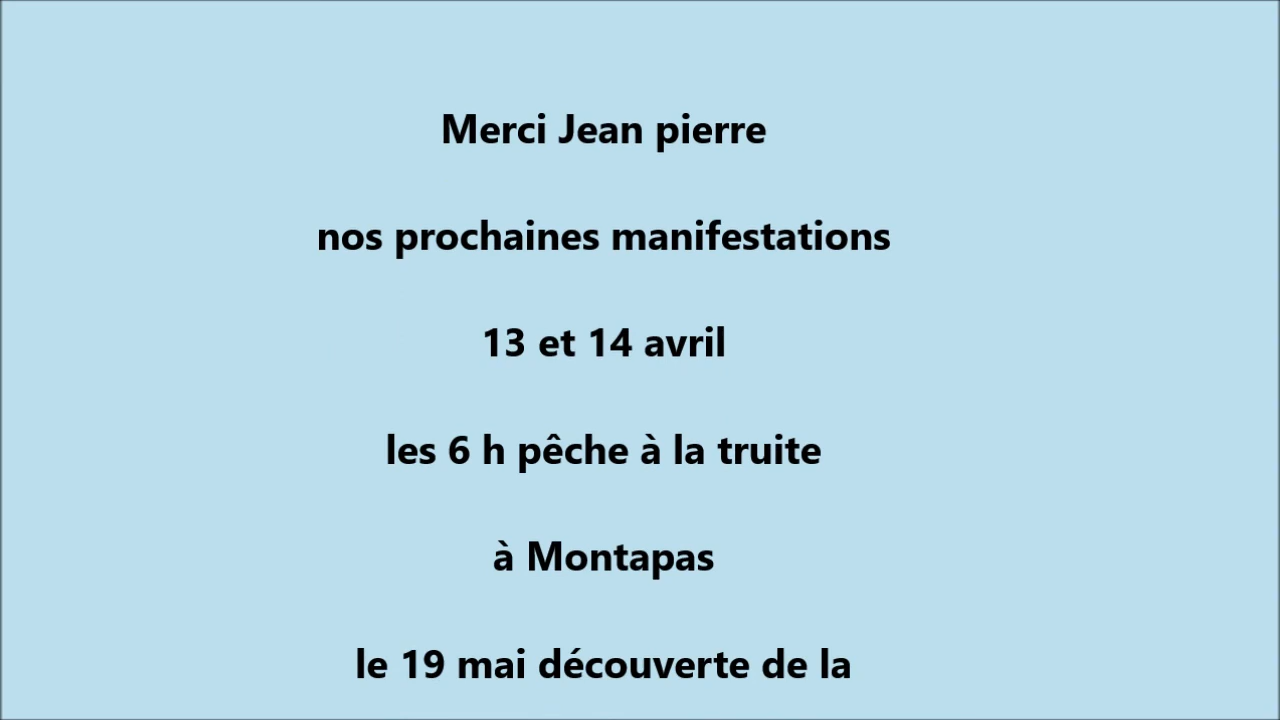 Merci Jean pierre
nos prochaines manifestations
13 et 14 avril
les 6 h pêche à la truite
à Montapas
le 19 mai découverte de la